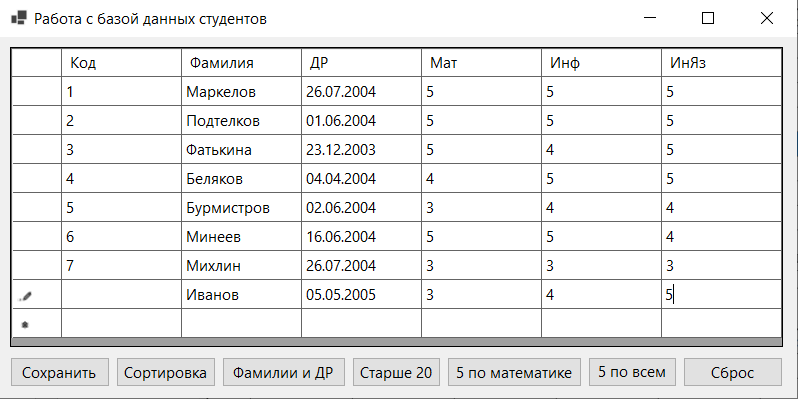 Работа с базой данных студентов
Код Фамилия ДР Мат Инф ИнЯз
1 Маркелов 26.07.2004 5 5 5
2 Подтелков 01.06.2004 5 5 5
3 Фатькина 23.12.2003 5 4 5
4 Беляков 04.04.2004 4 5 5
5 Бурмистров 02.06.2004 3 4 4
6 Минеев 16.06.2004 5 5 4
7 Михлин 26.07.2004 3 3 3
Иванов 05.05.2005 3 4 5
Сохранить Сортировка Фамилии и ДР Старше 20 5 по математике 5 по всем Сброс